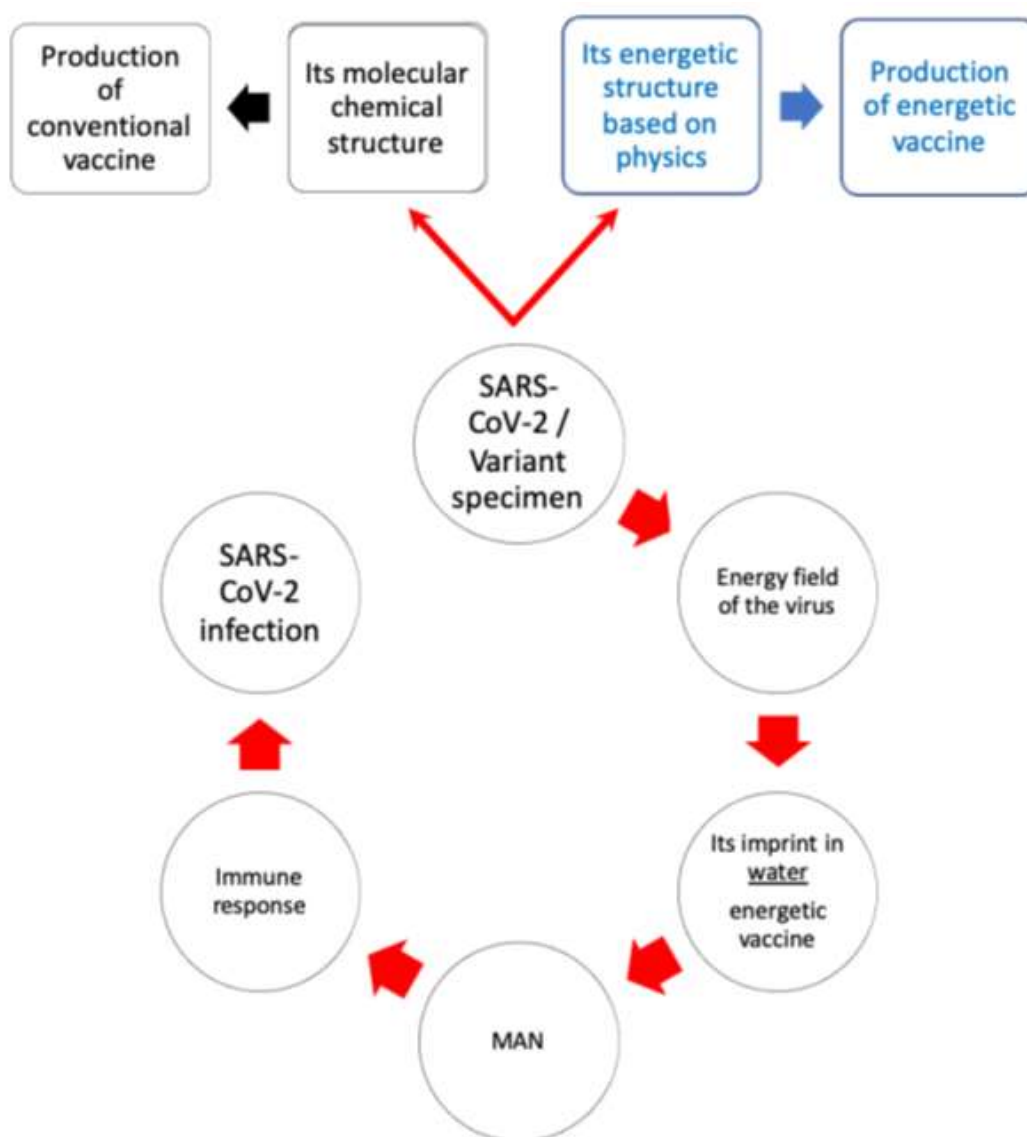 Production
of
conventional
vaccine
Its molecular
chemical
structure
Its energetic
structure
based on
physics
Production
of energetic
vaccine
SARS-
CoV-2 /
Variant
specimen
Energy field
of the virus
Its imprint in
water
energetic
vaccine
MAN
Immune
response
SARS-
CoV-2
infection